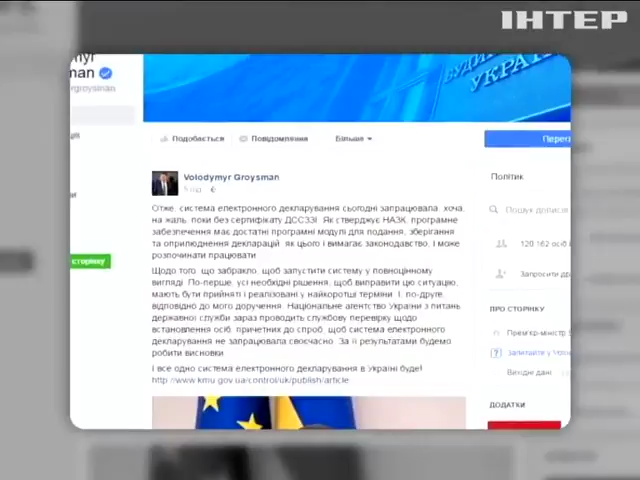 ІНТЕР
БУДИН
УКРАЇН
man
groysman
Подобається
Повідомлення
Більше
Volodymyr Groysman
5 год
Отже, система електронного декларування сьогодні запрацювала, хоча,
на жаль, поки без сертифікату ДССЗЗІ. Як стверджує НАЗК, програмне
забезпечення має достатні програмні модулі для подання, зберігання
та оприлюднення декларацій, як цього і вимагає законодавство, і може
розпочинати працювати.
Щодо того, що забракло, щоб запустити систему у повноцінному
вигляді. По-перше, усі необхідні рішення, щоб виправити цю ситуацію,
мають бути прийняті і реалізовані у найкоротші терміни. І, по-друге,
відповідно до мого доручення, Національне агентство України з питань
державної служби зараз проводить службову перевірку щодо
встановлення осіб, причетних до спроб, щоб система електронного
декларування не запрацювала своєчасно. За її результатами будемо
робити висновки.
І все одно система електронного декларування в Україні буде!
http://www.kmu.gov.ua/control/uk/publish/article
сторінку
Політик
Пошук дописів
120 162 осіб
Запросити др
ПРО СТОРІНКУ
Прем'єр-міністр
Запитайте у
Вихідні дані
ДОДАТКИ